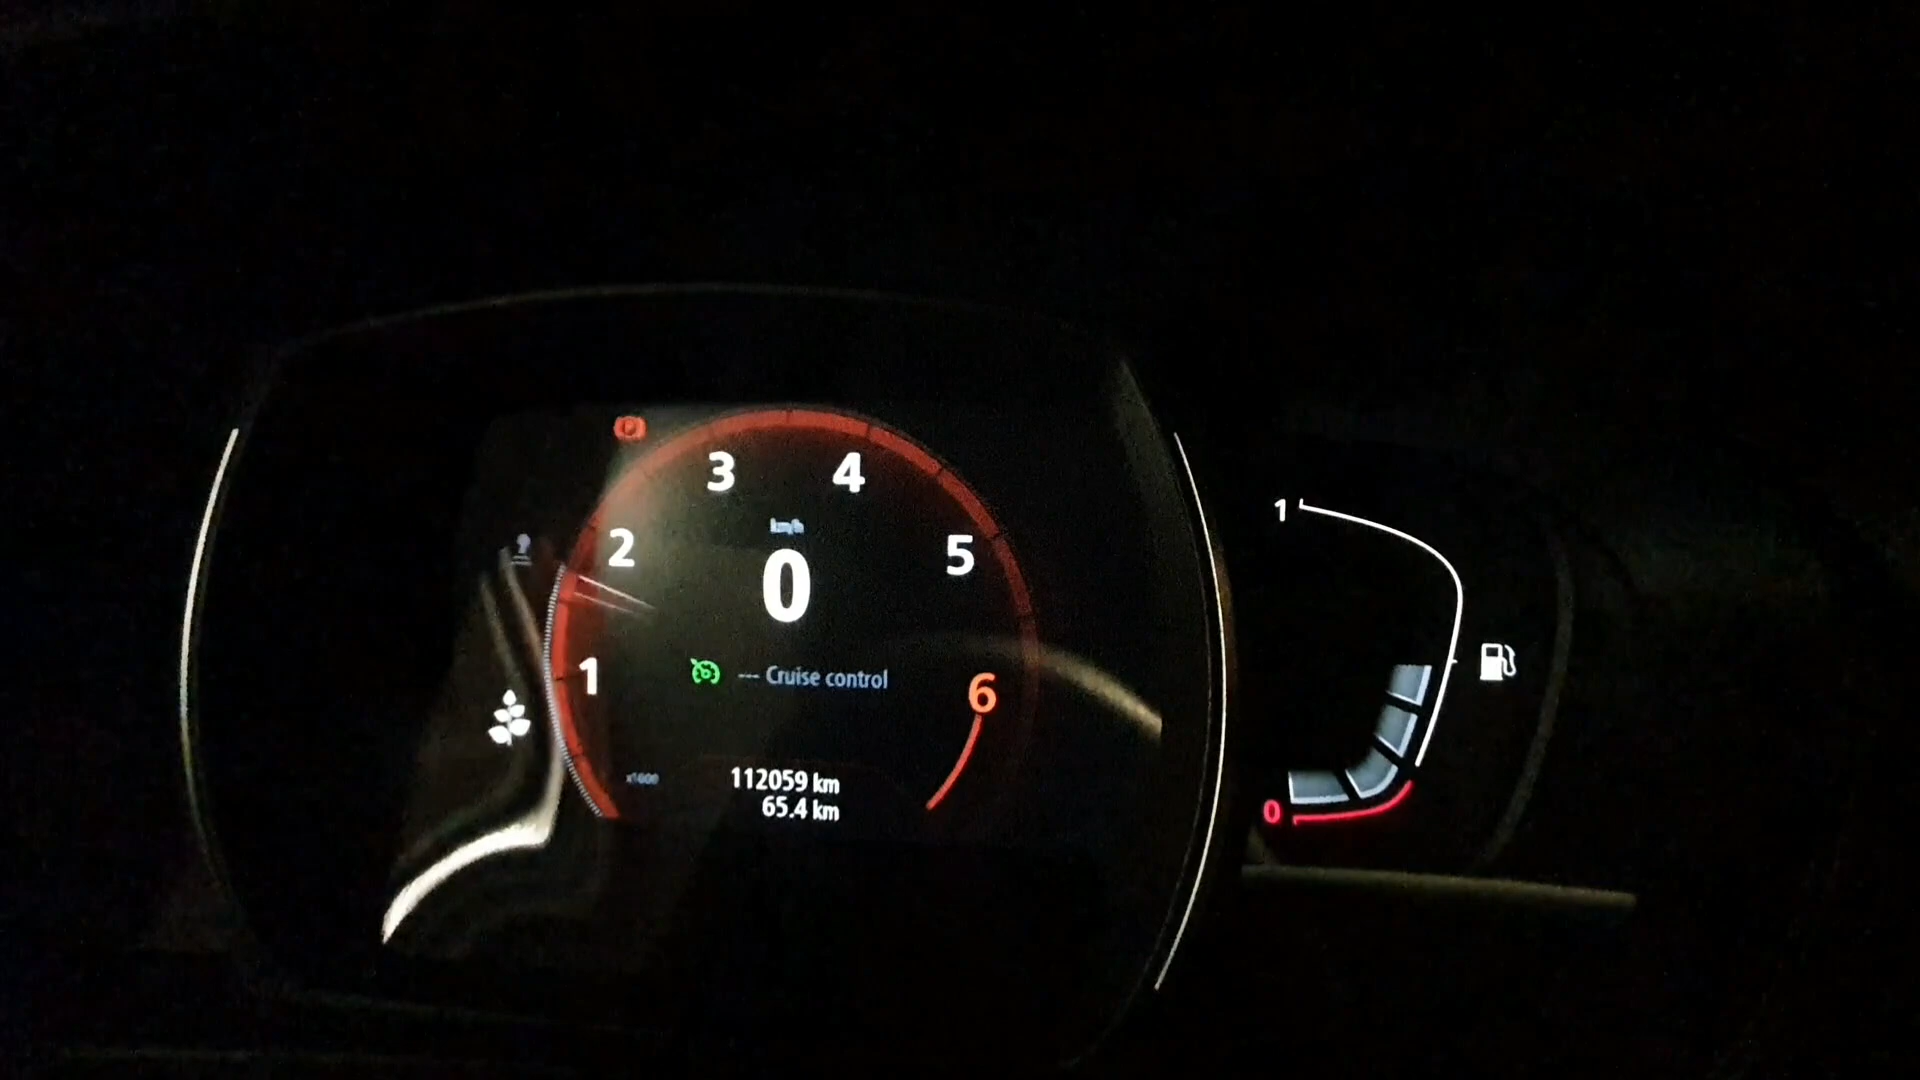 3 4
2 5
km/h
0
1 6
--- Cruise control
x1000
112059 km
65.4 km
1
0